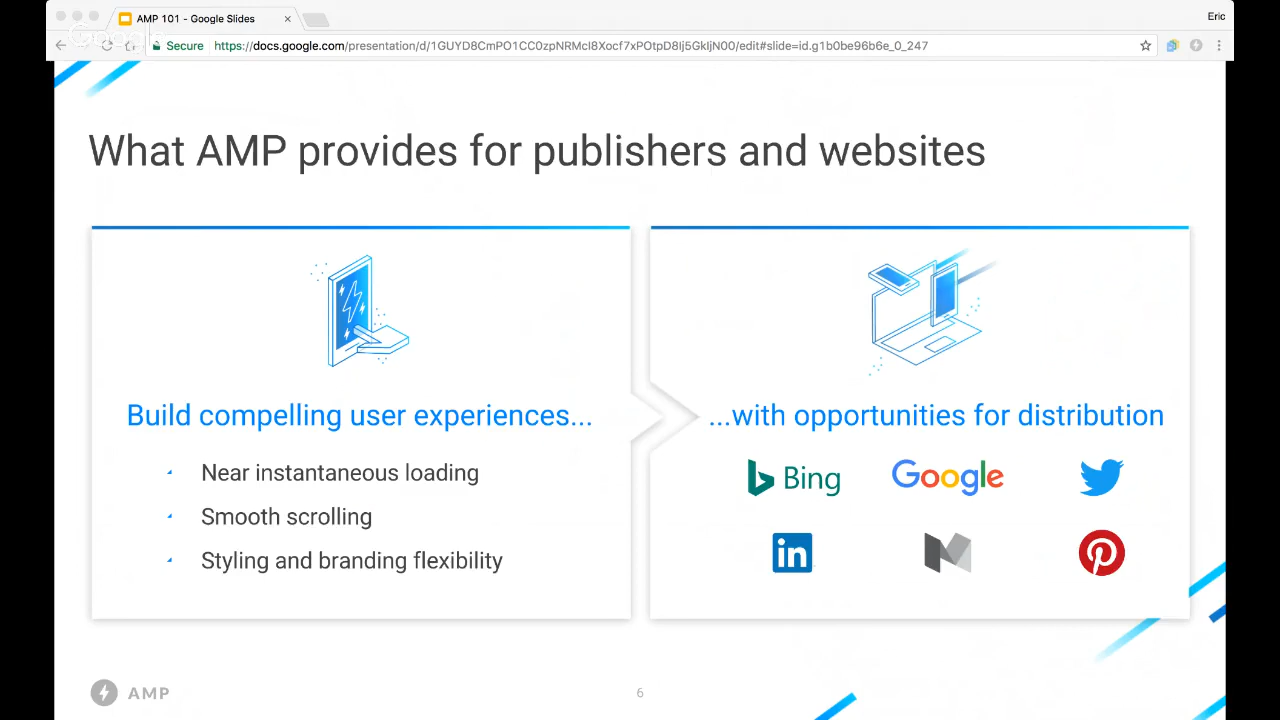 AMP 101 - Google Slides
Eric
Google
Secure
https://docs.google.com/presentation/d/1GUYD8CmPO1CC0zpNRMcI8Xocf7xPOtpD8Ij5GkIjN00/edit#slide=id.g1b0be96b6e_0_247
What AMP provides for publishers and websites
Build compelling user experiences...
Near instantaneous loading
Smooth scrolling
Styling and branding flexibility
...with opportunities for distribution
Bing
Google
in
AMP
6